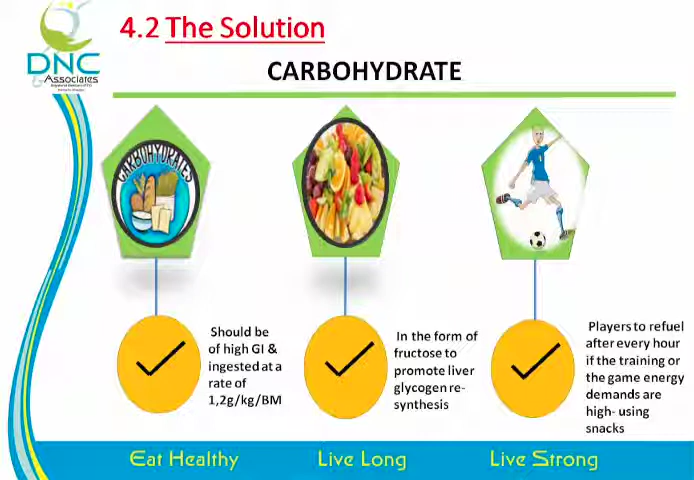 4.2 The Solution
DNC
& Associates
CARBOHYDRATE
CARBOHYDRATES
Should be
of high GI &
ingested at a
rate of
1,2g/kg/BM
In the form of
fructose to
promote liver
glycogen re-
synthesis
Players to refuel
after every hour
if the training or
the game energy
demands are
high- using
snacks
Eat Healthy
Live Long
Live Strong